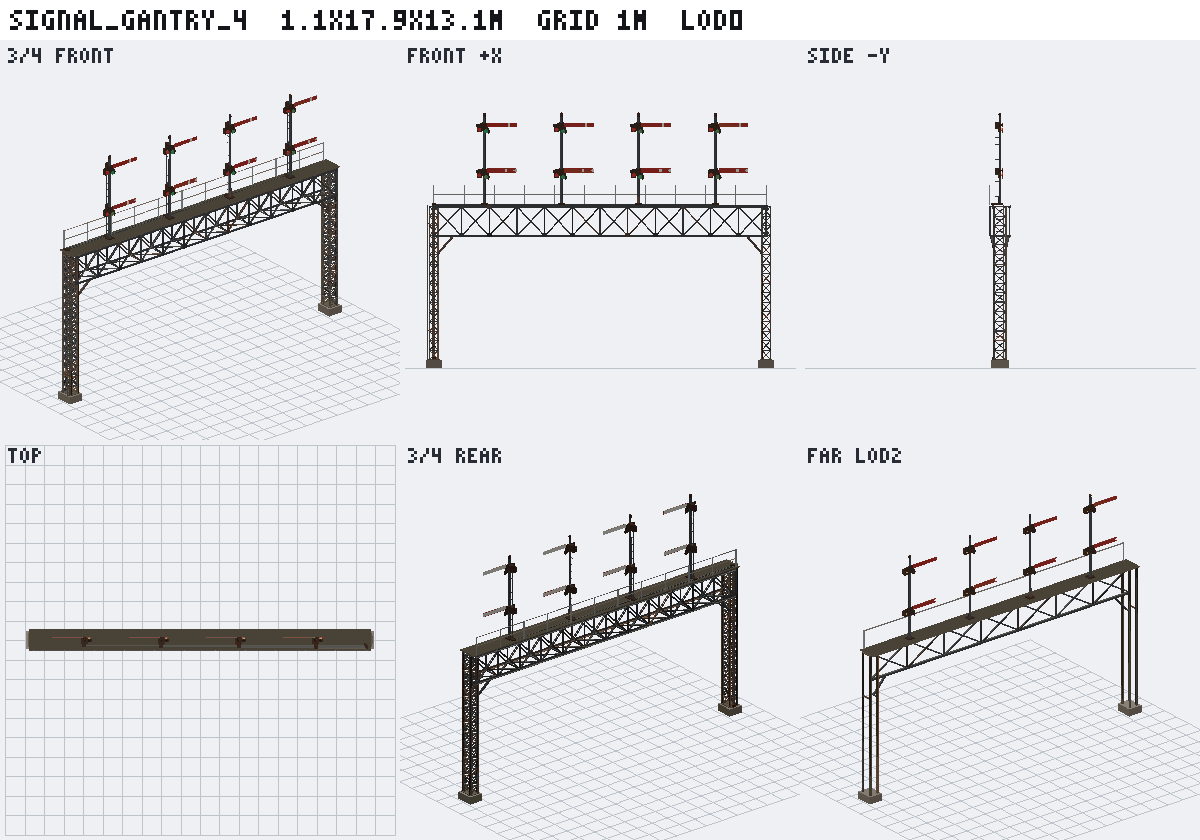 SIGNAL_GANTRY_4 1.1X17.9X13.1M GRID 1M LOD0
3/4 FRONT
FRONT +X
SIDE -Y
TOP
3/4 REAR
FAR LOD2